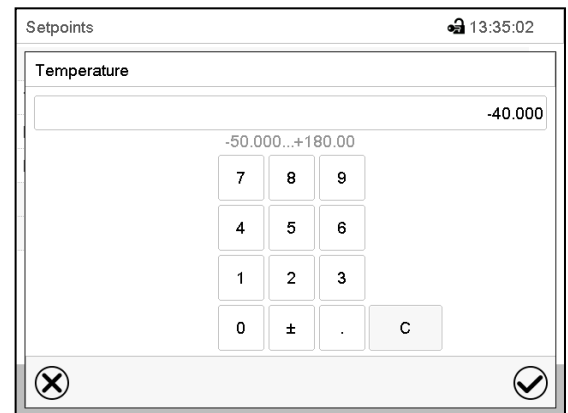 Setpoints 13:35:02
Temperature
-40.000
-50.000...+180.00
7 8 9
4 5 6
1 2 3
0 ± . C